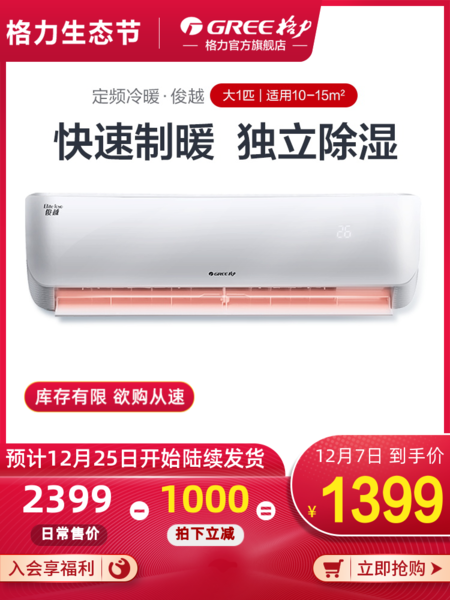 格力生态节
GREE 格力
格力官方旗舰店
定频冷暖·俊越
大1匹 | 适用10-15m²
快速制暖 独立除湿
俊越
GREE 格力
库存有限 欲购从速
预计12月25日开始陆续发货
12月7日 到手价
2399 - 1000 = ¥1399
日常售价 拍下立减
入会享福利
立即抢购 >